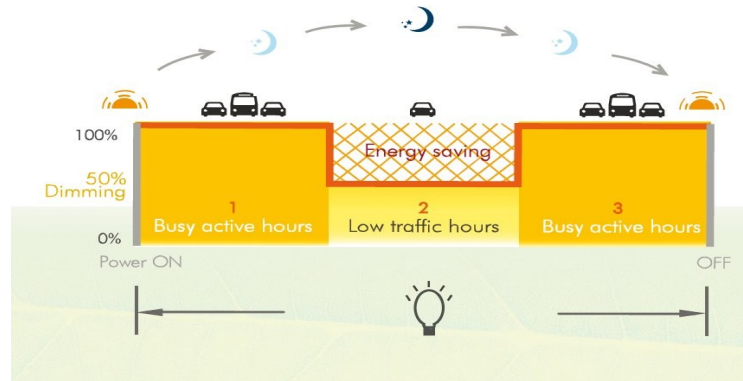 100%
Energy saving
50%
Dimming
1
Busy active hours
2
Low traffic hours
3
Busy active hours
0%
Power ON
OFF